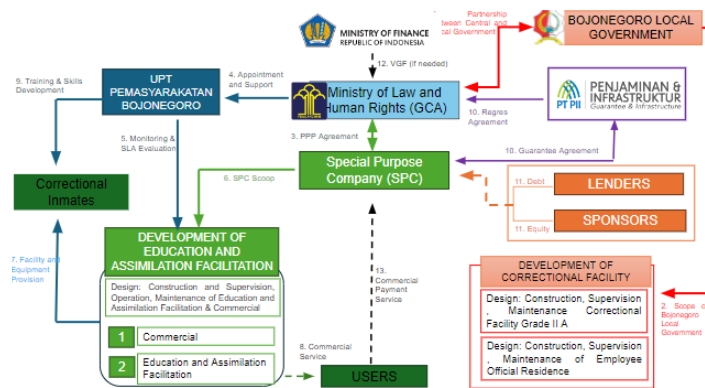 MINISTRY OF FINANCE
REPUBLIC OF INDONESIA
Partnership
between Central and
Local Government
BOJONEGORO LOCAL
GOVERNMENT
12. VGF (if needed)
9. Training & Skills
Development
UPT
PEMASYARAKATAN
BOJONEGORO
4. Appointment
and Support
Ministry of Law and
Human Rights (GCA)
10. Regres
Agreement
PT PII
PENJAMINAN &
INFRASTRUKTUR
Guarantee & Infrastructure
5. Monitoring &
SLA Evaluation
3. PPP Agreement
10. Guarantee Agreement
Correctional
Inmates
6. SPC Scoop
Special Purpose
Company (SPC)
11. Debt
LENDERS
11. Equity
SPONSORS
7. Facility and
Equipment
Provision
DEVELOPMENT OF
EDUCATION AND
ASSIMILATION FACILITATION
Design: Construction and Supervision,
Operation, Maintenance of Education and
Assimilation Facilitation & Commercial
1 Commercial
2 Education and Assimilation
Facilitation
13.
Commercial
Payment
Service
8. Commercial
Service
USERS
DEVELOPMENT OF
CORRECTIONAL FACILITY
Design: Construction, Supervision
, Maintenance Correctional
Facility Grade II A
Design: Construction, Supervision
, Maintenance of Employee
Official Residence
2. Scope
Bojonegoro
Local
Government